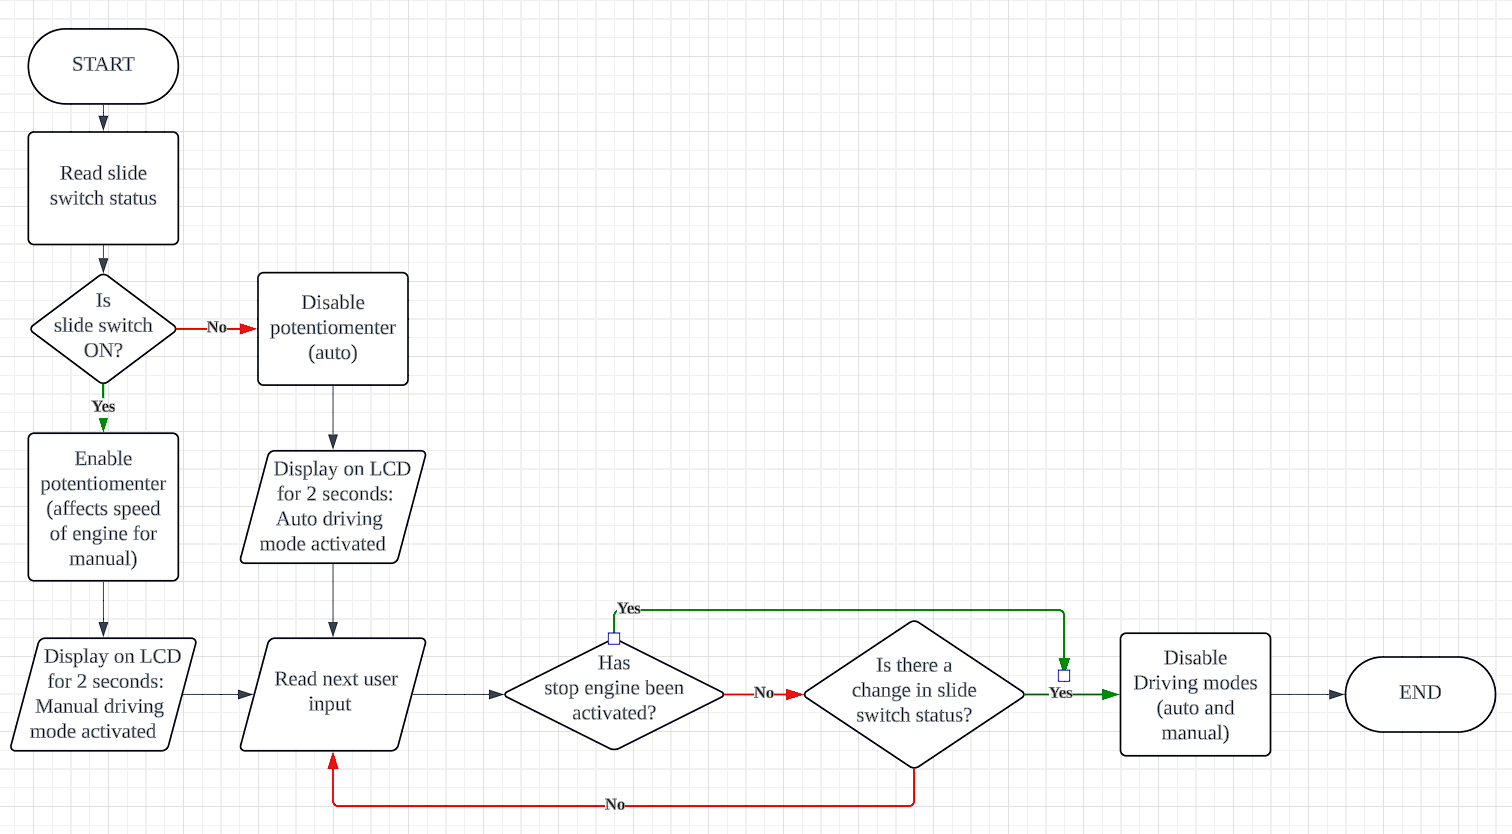 START
Read slide
switch status
Is
slide switch
ON?
No
Disable
potentiomenter
(auto)
Yes
Enable
potentiomenter
(affects speed
of engine for
manual)
Display on LCD
for 2 seconds:
Auto driving
mode activated
Display on LCD
for 2 seconds:
Manual driving
mode activated
Read next user
input
Has
stop engine been
activated?
Yes
No
Is there a
change in slide
switch status?
Yes
No
Disable
Driving modes
(auto and
manual)
END